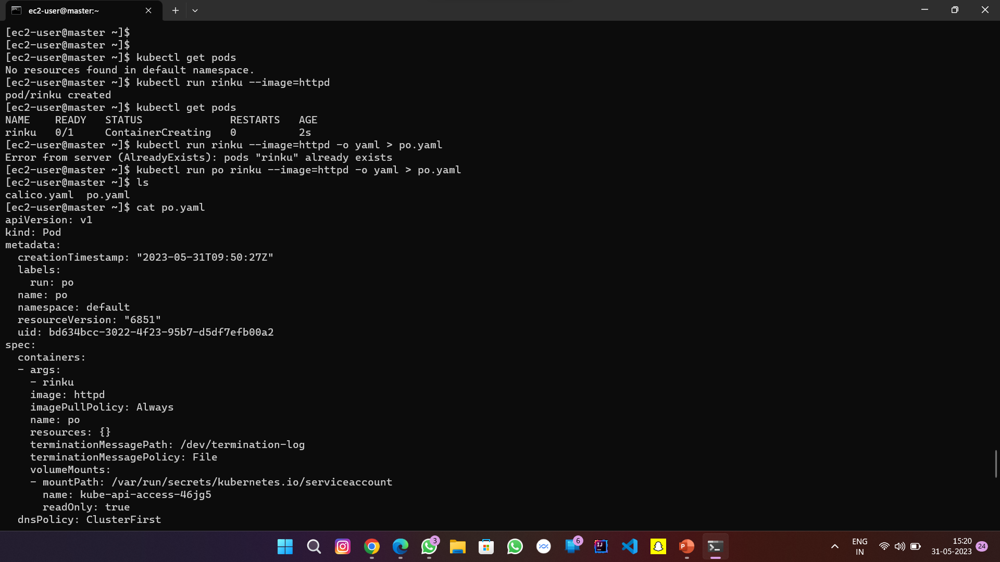 ec2-user@master:~
[ec2-user@master ~]$
[ec2-user@master ~]$
[ec2-user@master ~]$ kubectl get pods
No resources found in default namespace.
[ec2-user@master ~]$ kubectl run rinku --image=httpd
pod/rinku created
[ec2-user@master ~]$ kubectl get pods
NAME    READY   STATUS              RESTARTS   AGE
rinku   0/1     ContainerCreating   0          2s
[ec2-user@master ~]$ kubectl run rinku --image=httpd -o yaml > po.yaml
Error from server (AlreadyExists): pods "rinku" already exists
[ec2-user@master ~]$ kubectl run po rinku --image=httpd -o yaml > po.yaml
[ec2-user@master ~]$ ls
calico.yaml  po.yaml
[ec2-user@master ~]$ cat po.yaml
apiVersion: v1
kind: Pod
metadata:
  creationTimestamp: "2023-05-31T09:50:27Z"
  labels:
    run: po
  name: po
  namespace: default
  resourceVersion: "6851"
  uid: bd634bcc-3022-4f23-95b7-d5df7efb00a2
spec:
  containers:
  - args:
    - rinku
    image: httpd
    imagePullPolicy: Always
    name: po
    resources: {}
    terminationMessagePath: /dev/termination-log
    terminationMessagePolicy: File
    volumeMounts:
    - mountPath: /var/run/secrets/kubernetes.io/serviceaccount
      name: kube-api-access-46jg5
      readOnly: true
  dnsPolicy: ClusterFirst
3
6
IJ
P
ENG
IN
15:20
31-05-2023
24